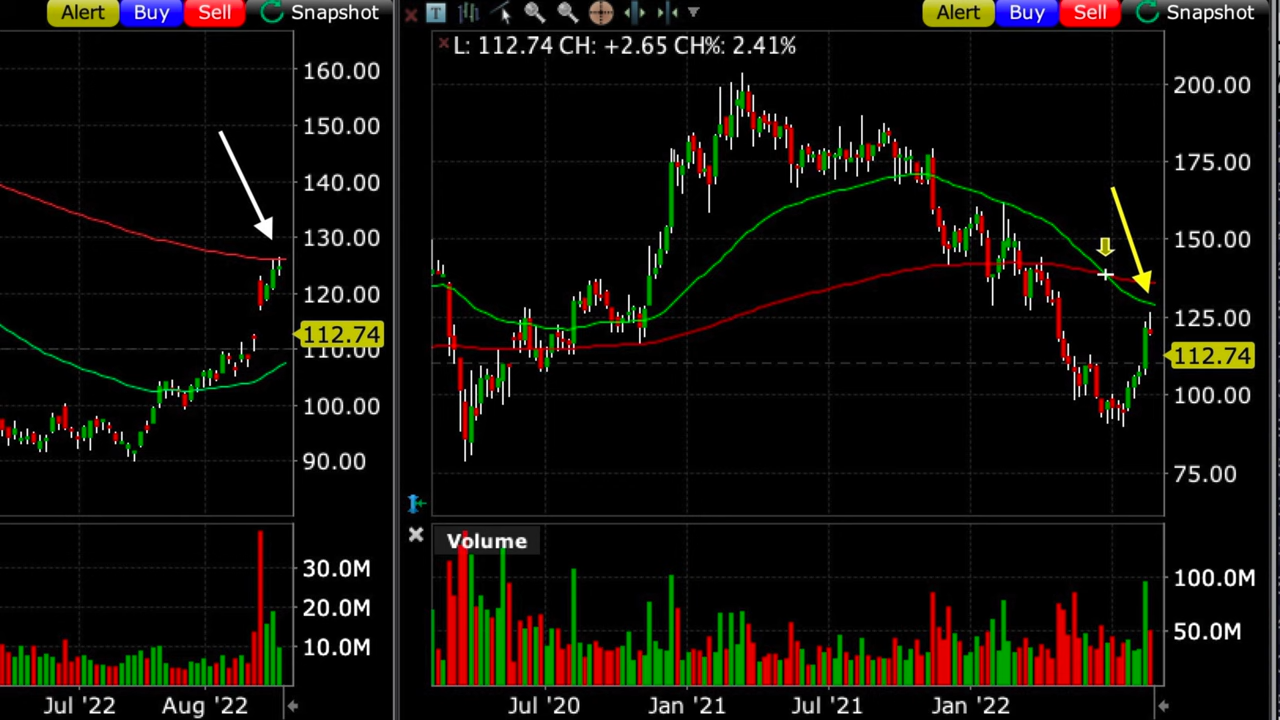 Alert Buy Sell Snapshot
160.00
150.00
140.00
130.00
120.00
112.74
110.00
100.00
90.00
30.0M
20.0M
10.0M
Jul '22 Aug '22
T
Alert Buy Sell Snapshot
L: 112.74 CH: +2.65 CH%: 2.41%
200.00
175.00
150.00
125.00
112.74
100.00
75.00
Volume
100.0M
50.0M
Jul '20 Jan '21 Jul '21 Jan '22